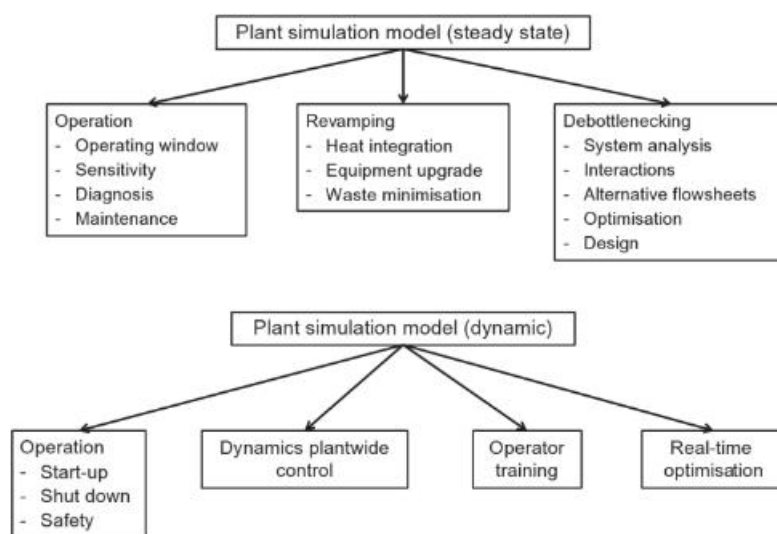 Plant simulation model (steady state)
Operation
- Operating window
- Sensitivity
- Diagnosis
- Maintenance
Revamping
- Heat integration
- Equipment upgrade
- Waste minimisation
Debottlenecking
- System analysis
- Interactions
- Alternative flowsheets
- Optimisation
- Design
Plant simulation model (dynamic)
Operation
- Start-up
- Shut down
- Safety
Dynamics plantwide
control
Operator
training
Real-time
optimisation